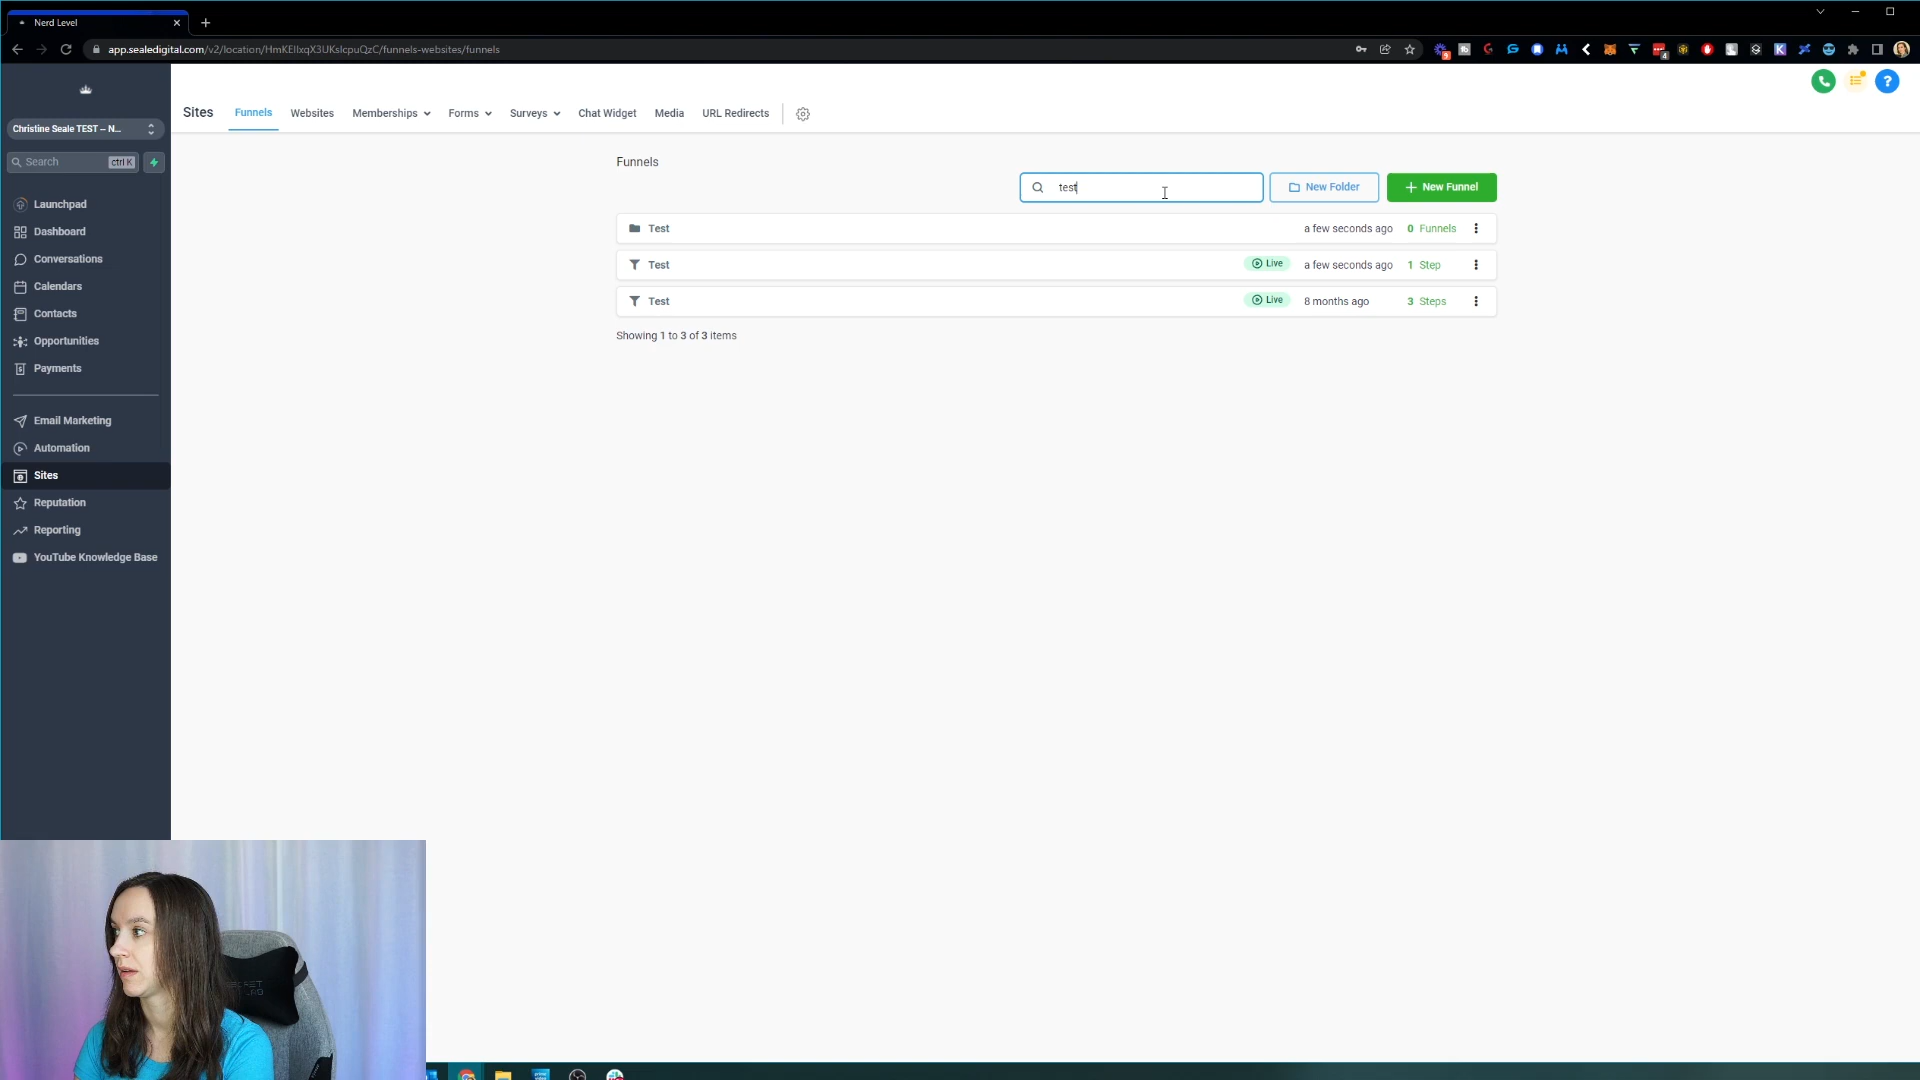 Nerd Level
app.sealedigital.com/v2/location/HmKEIlxqX3UKslcpuQzC/funnels-websites/funnels
Sites
Funnels
Websites
Memberships
Forms
Surveys
Chat Widget
Media
URL Redirects
Christine Seale TEST -- N...
Search
ctrl K
Launchpad
Dashboard
Conversations
Calendars
Contacts
Opportunities
Payments
Email Marketing
Automation
Sites
Reputation
Reporting
YouTube Knowledge Base
Funnels
test
New Folder
New Funnel
Test a few seconds ago 0 Funnels
Test Live a few seconds ago 1 Step
Test Live 8 months ago 3 Steps
Showing 1 to 3 of 3 items